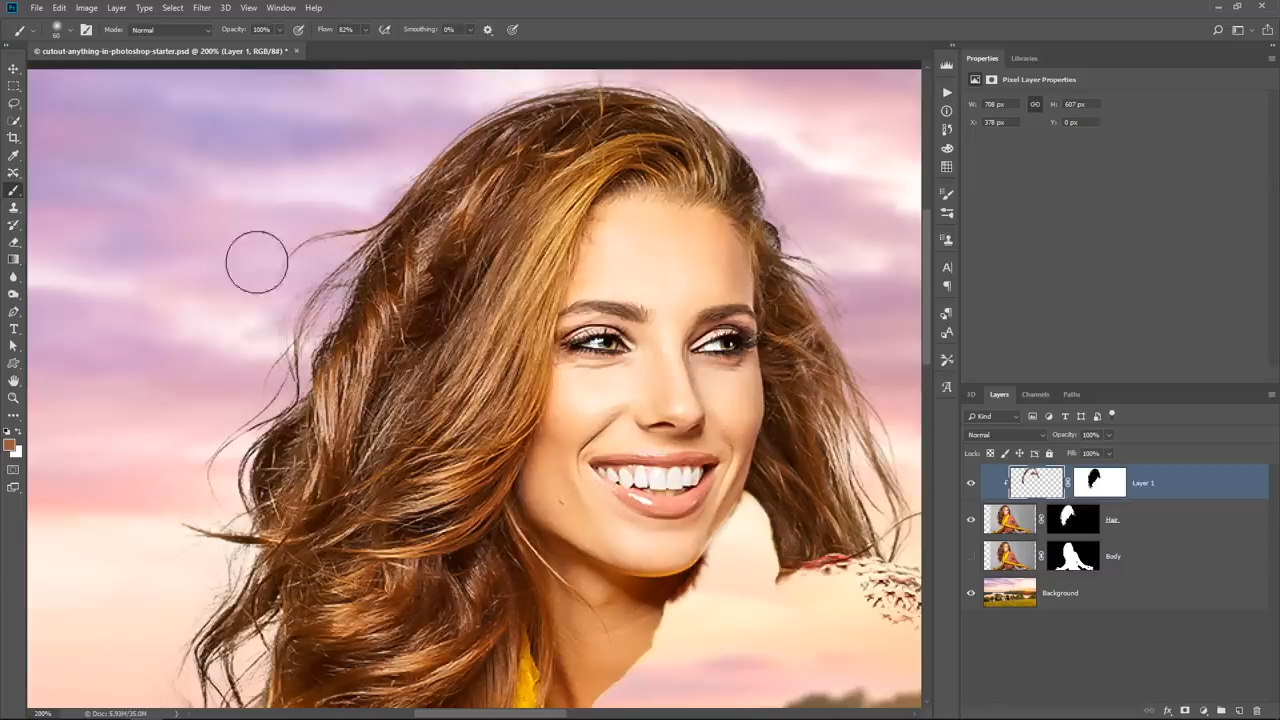 Ps File Edit Image Layer Type Select Filter 3D View Window Help
60 Mode: Normal Opacity: 100% Flow: 82% Smoothing: 0%
© cutout-anything-in-photoshop-starter.psd @ 200% (Layer 1, RGB/8#) * ×
Properties Libraries
Pixel Layer Properties
W: 708 px H: 607 px
X: 378 px Y: 0 px
3D Layers Channels Paths
Kind
Normal Opacity: 100%
Lock: Fill: 100%
Layer 1
Hair
Body
Background
200% Doc: 5.93M/35.0M